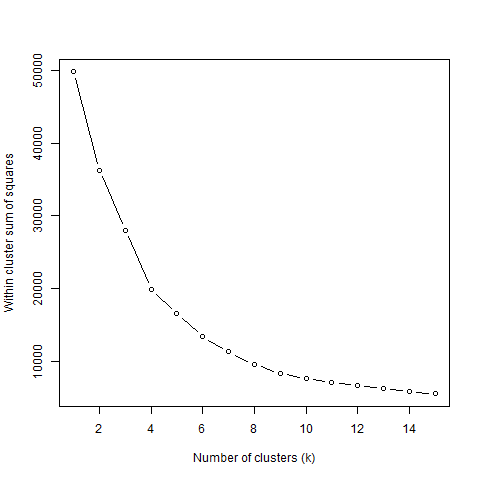 Within cluster sum of squares
50000
40000
30000
20000
10000
2 4 6 8 10 12 14
Number of clusters (k)